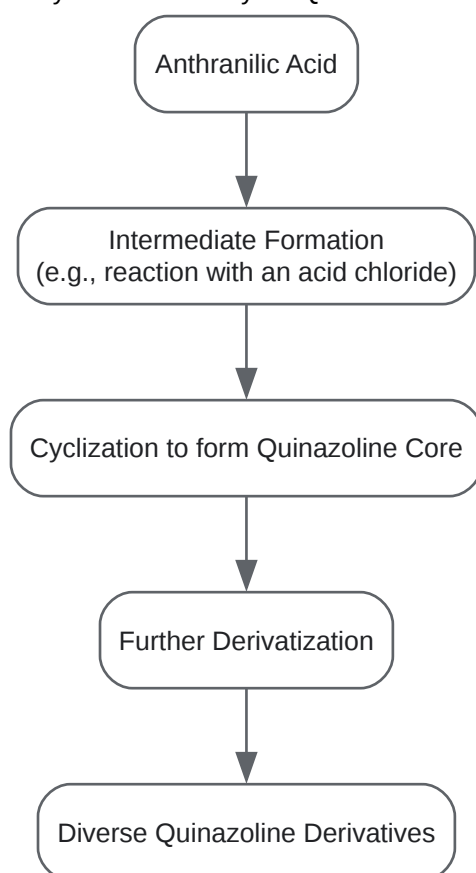 Anthranilic Acid
Intermediate Formation
(e.g., reaction with an acid chloride)
Cyclization to form Quinazoline Core
Further Derivatization
Diverse Quinazoline Derivatives